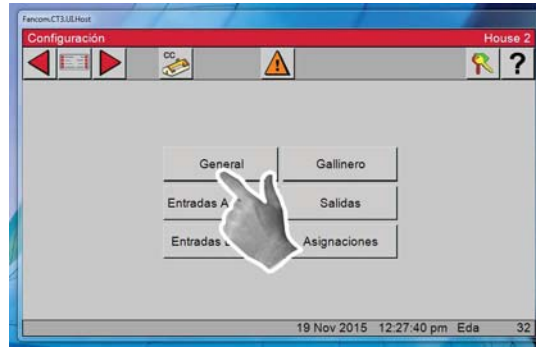 Fancom.CT3.UI.Host
Configuración House 2
CC
?
General Gallinero
Entradas A Salidas
Entradas Asignaciones
19 Nov 2015 12:27:40 pm Eda 32